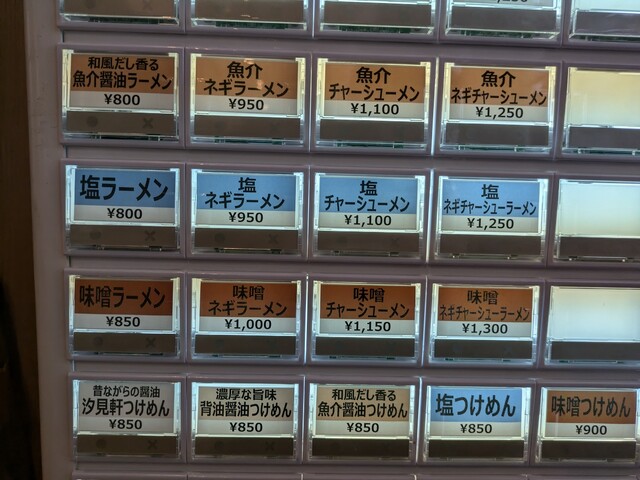 和風だし香る
魚介醤油ラーメン
¥800
魚介
ネギラーメン
¥950
魚介
チャーシューメン
¥1,100
魚介
ネギチャーシューメン
¥1,250
塩ラーメン
¥800
塩
ネギラーメン
¥950
塩
チャーシューメン
¥1,100
塩
ネギチャーシューラーメン
¥1,250
味噌ラーメン
¥850
味噌
ネギラーメン
¥1,000
味噌
チャーシューメン
¥1,150
味噌
ネギチャーシューラーメン
¥1,300
昔ながらの醤油
汐見軒つけめん
¥850
濃厚な旨味
背油醤油つけめん
¥850
和風だし香る
魚介醤油つけめん
¥850
塩つけめん
¥850
味噌つけめん
¥900